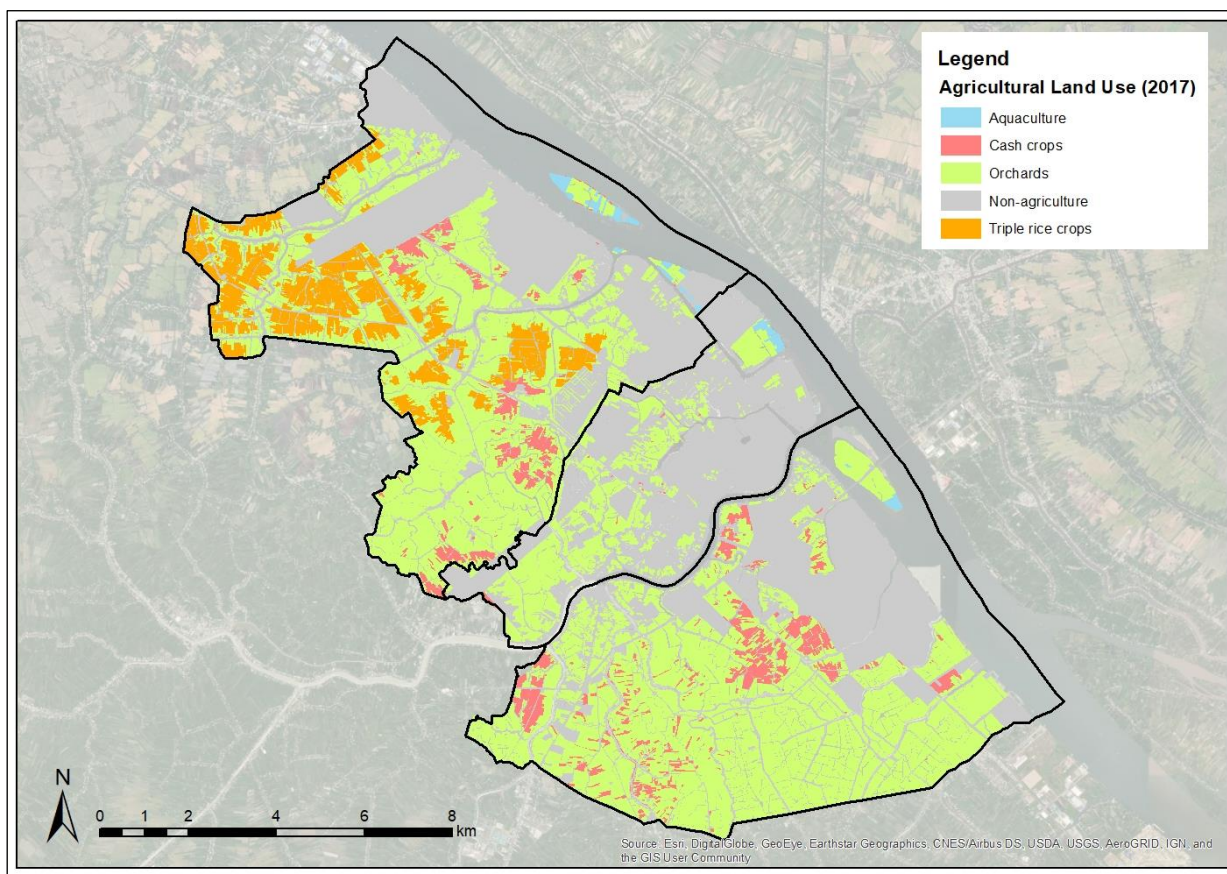 Legend
Agricultural Land Use (2017)
Aquaculture
Cash crops
Orchards
Non-agriculture
Triple rice crops
N
0 1 2 4 6 8
km
Source: Esri, DigitalGlobe, GeoEye, Earthstar Geographics, CNES/Airbus DS, USDA, USGS, AeroGRID, IGN, and
the GIS User Community